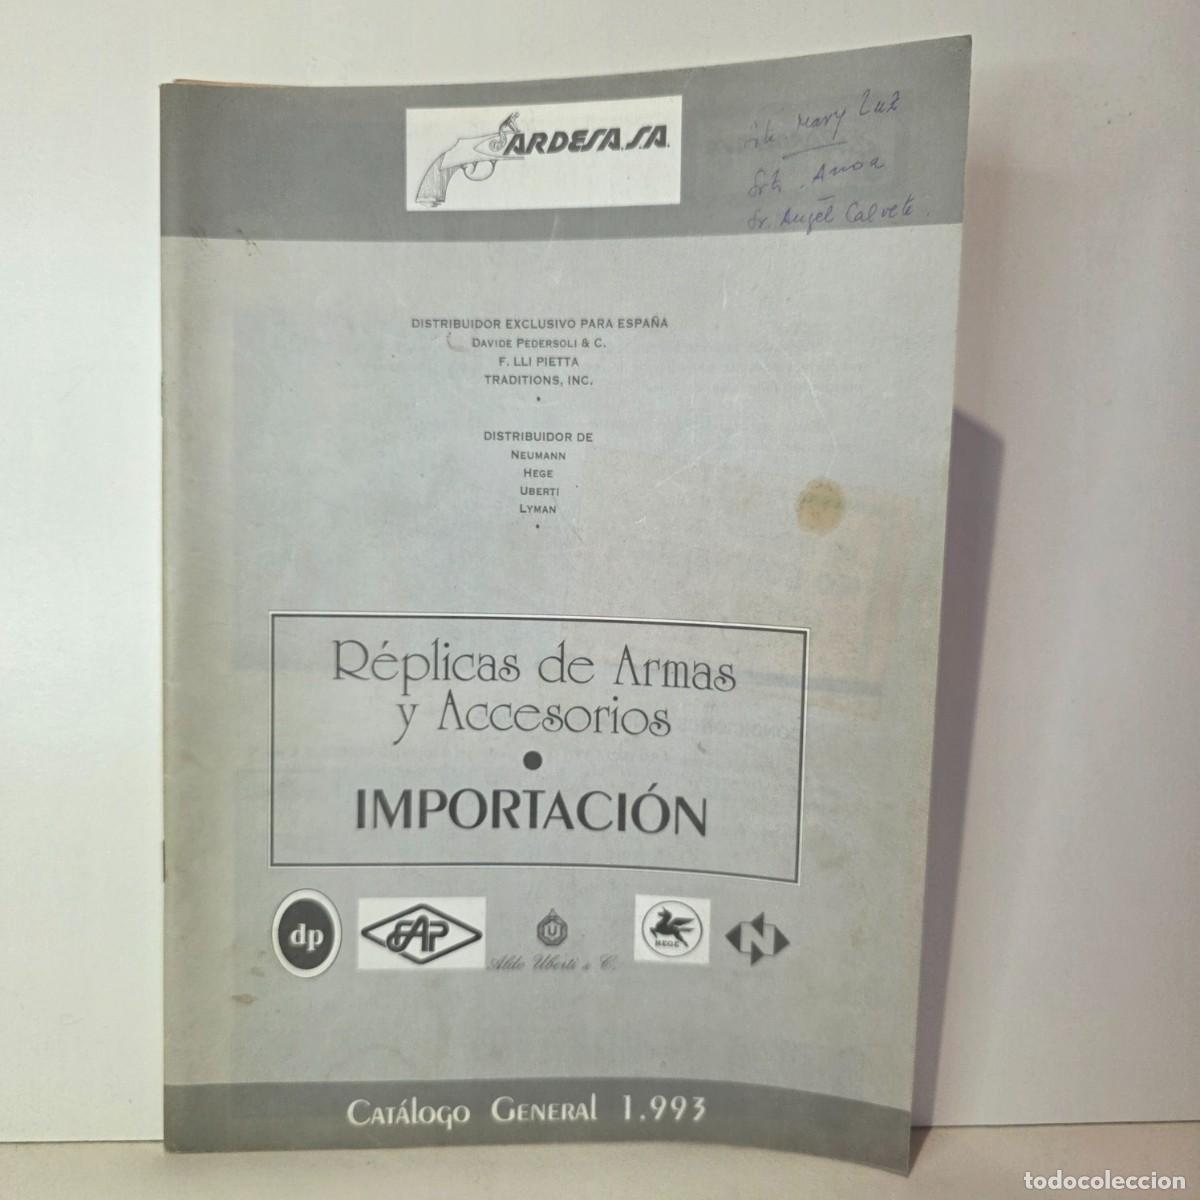 ARDESA, S.A.
Mary Luz
Srta. Ainoa
Sr. Angel Calvete.
DISTRIBUIDOR EXCLUSIVO PARA ESPAÑA
DAVIDE PEDERSOLI & C.
F. LLI PIETTA
TRADITIONS, INC.
DISTRIBUIDOR DE
NEUMANN
HEGE
UBERTI
LYMAN
Réplicas de Armas
y Accesorios
IMPORTACIÓN
dp
FAP
U
Aldo Uberti & C.
HEGE
N
CATÁLOGO GENERAL 1.993
todocoleccion